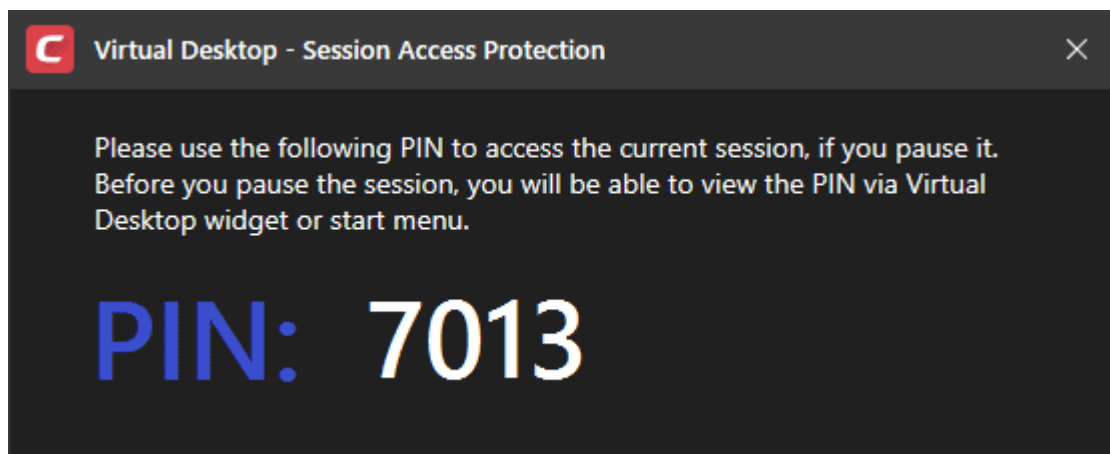 Virtual Desktop - Session Access Protection
Please use the following PIN to access the current session, if you pause it.
Before you pause the session, you will be able to view the PIN via Virtual
Desktop widget or start menu.
PIN: 7013